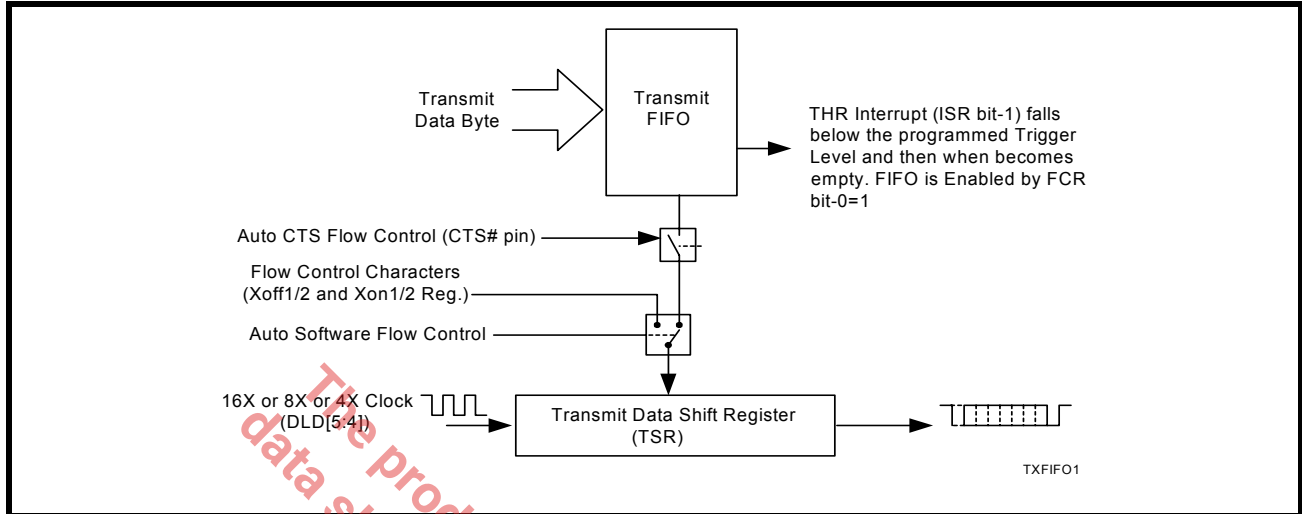 Transmit
Data Byte
Transmit
FIFO
THR Interrupt (ISR bit-1) falls
below the programmed Trigger
Level and then when becomes
empty. FIFO is Enabled by FCR
bit-0=1
Auto CTS Flow Control (CTS# pin)
Flow Control Characters
(Xoff1/2 and Xon1/2 Reg.)
Auto Software Flow Control
16X or 8X or 4X Clock
(DLD[5:4])
Transmit Data Shift Register
(TSR)
TXFIFO1
The prod
data s